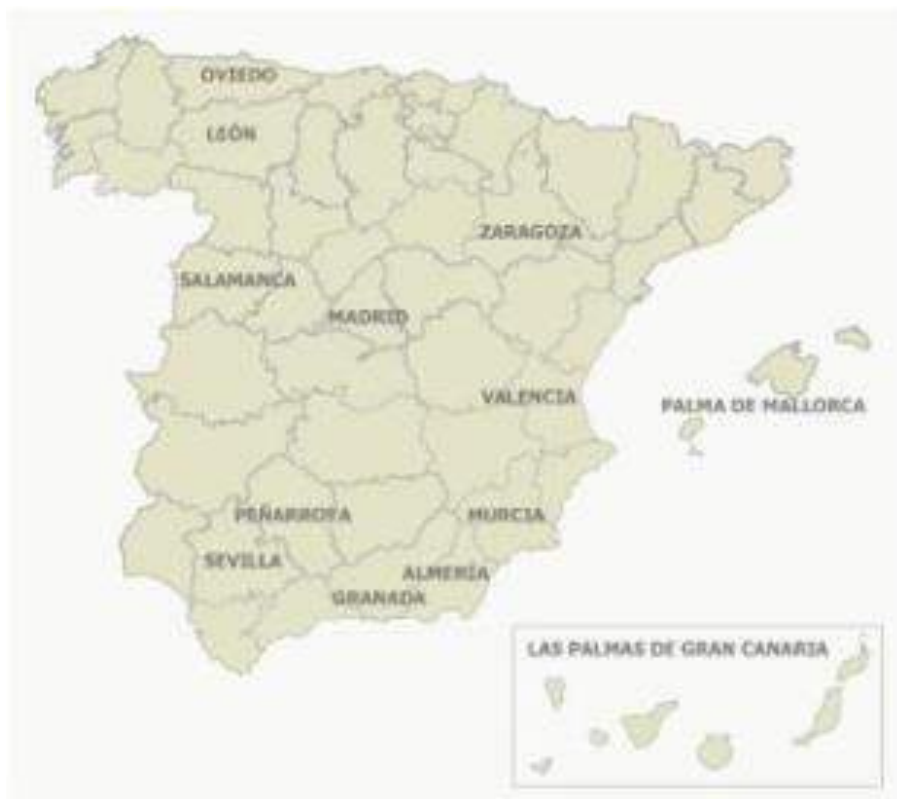 OVIEDO
LEÓN
ZARAGOZA
SALAMANCA
MADRID
VALENCIA
PALMA DE MALLORCA
PEÑARROYA
MURCIA
SEVILLA
ALMERÍA
GRANADA
LAS PALMAS DE GRAN CANARIA